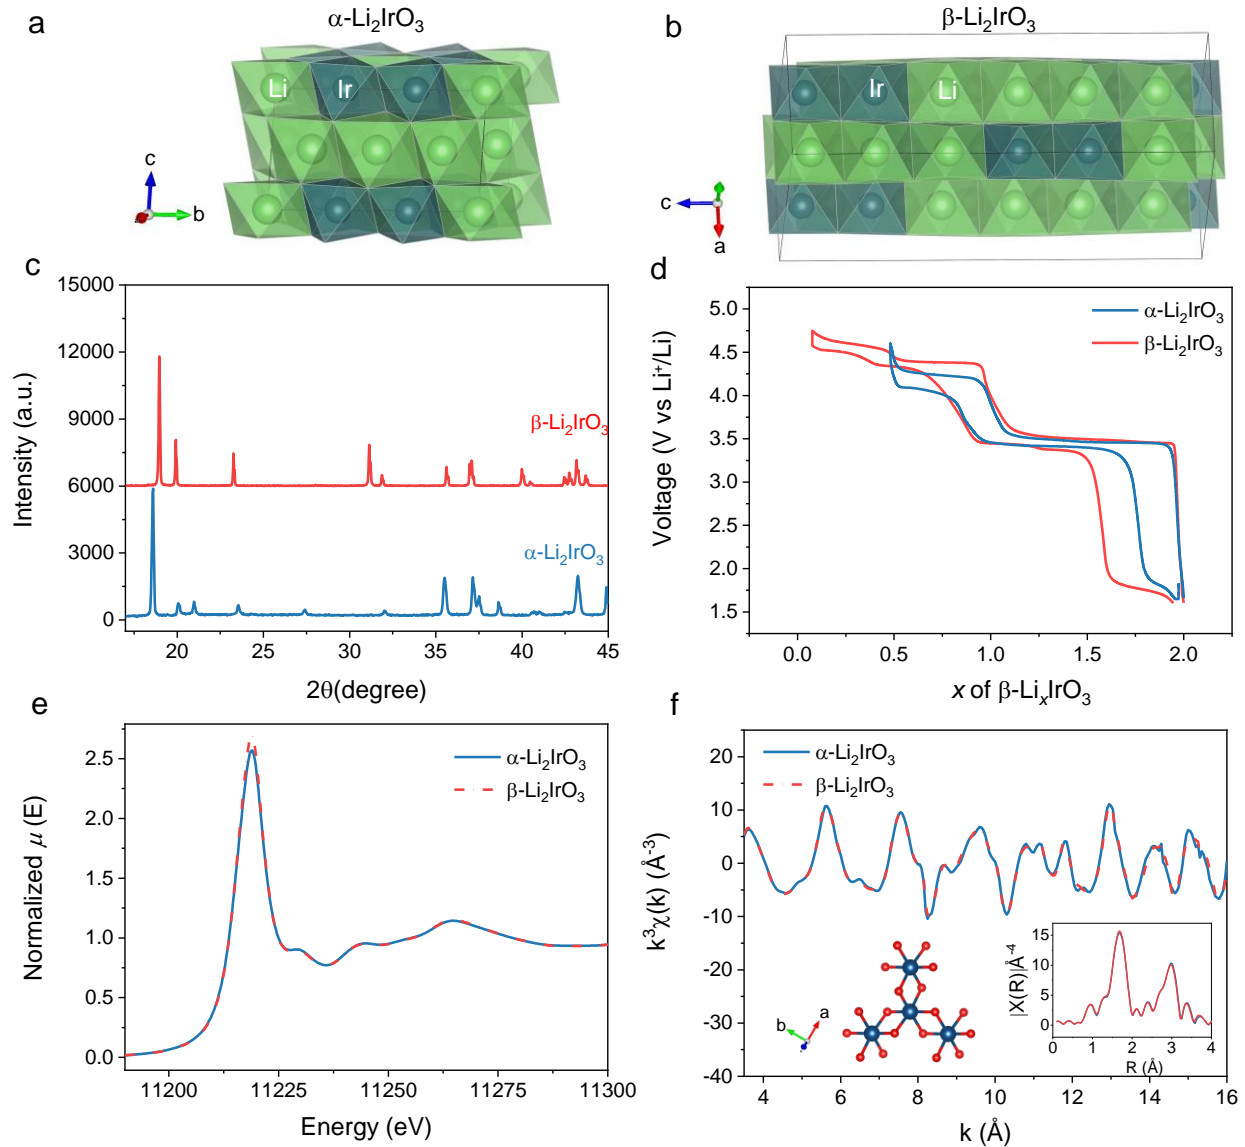 a
α-Li₂IrO₃
Li
Ir
c
b
b
β-Li₂IrO₃
Ir
Li
c
a
c
15000
12000
9000
6000
3000
0
Intensity (a.u.)
β-Li₂IrO₃
α-Li₂IrO₃
20 25 30 35 40 45
2θ(degree)
d
5.0
4.5
4.0
3.5
3.0
2.5
2.0
1.5
Voltage (V vs Li⁺/Li)
α-Li₂IrO₃
β-Li₂IrO₃
0.0 0.5 1.0 1.5 2.0
x of β-LiₓIrO₃
e
2.5
2.0
1.5
1.0
0.5
0.0
Normalized μ (E)
α-Li₂IrO₃
β-Li₂IrO₃
11200 11225 11250 11275 11300
Energy (eV)
f
20
10
0
-10
-20
-30
-40
k³χ(k) (Å⁻³)
α-Li₂IrO₃
β-Li₂IrO₃
b
a
15
10
5
0
|X(R)|Å⁻⁴
0 1 2 3 4
R (Å)
4 6 8 10 12 14 16
k (Å)